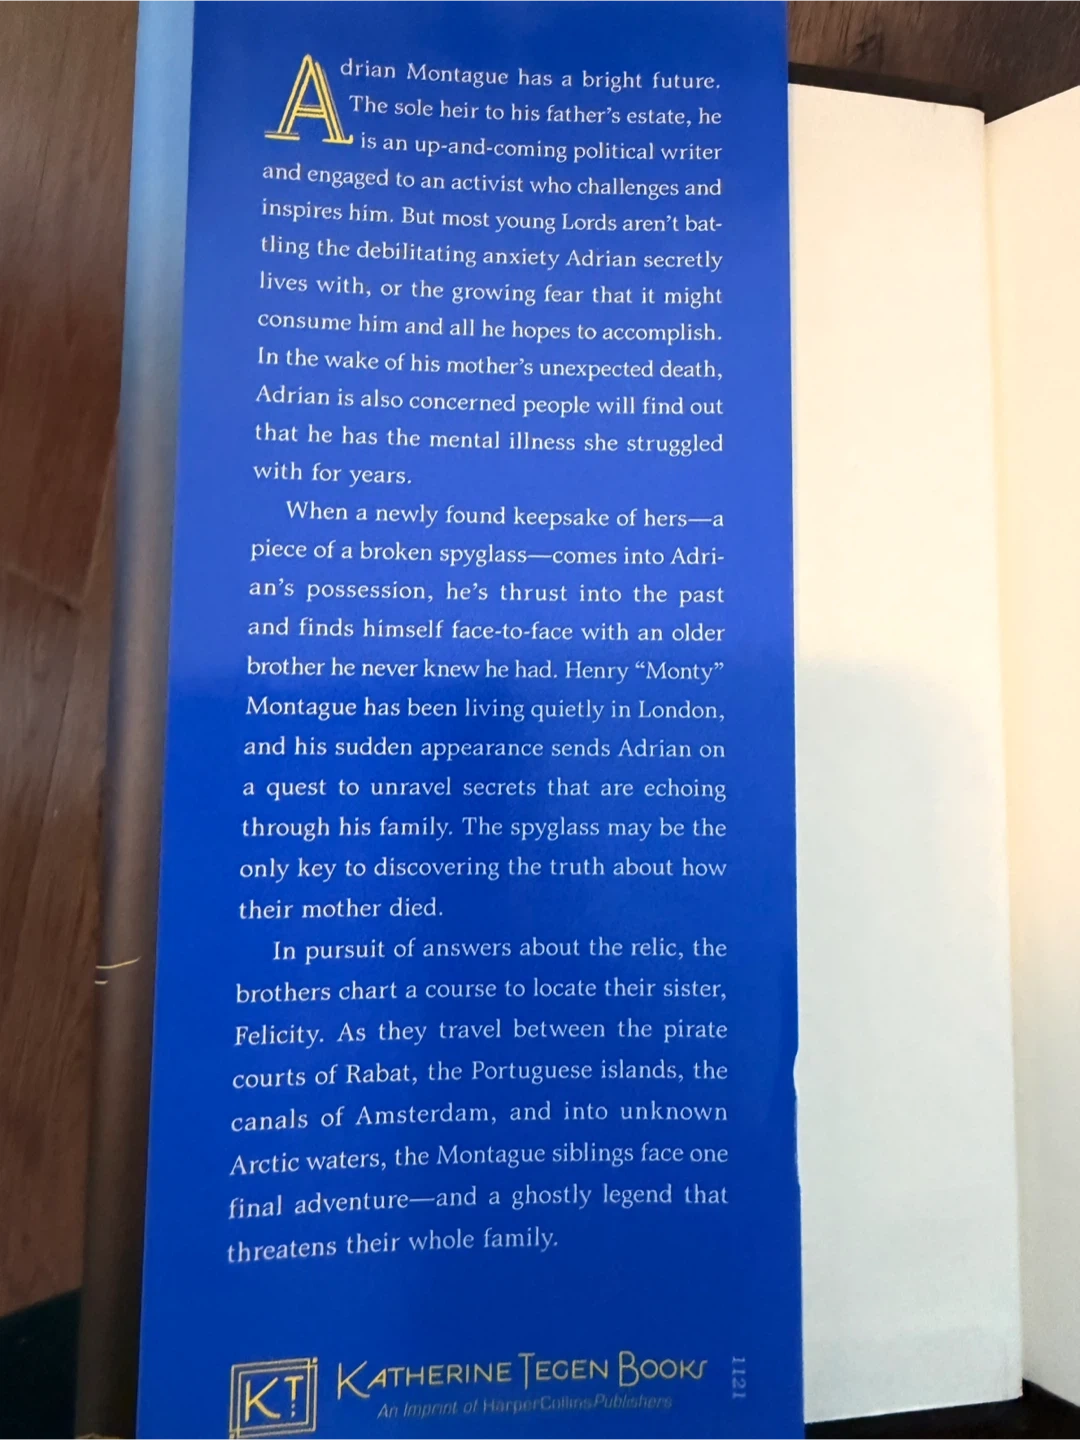 Adrian Montague has a bright future.
The sole heir to his father's estate, he
is an up-and-coming political writer
and engaged to an activist who challenges and
inspires him. But most young Lords aren't bat-
tling the debilitating anxiety Adrian secretly
lives with, or the growing fear that it might
consume him and all he hopes to accomplish.
In the wake of his mother's unexpected death,
Adrian is also concerned people will find out
that he has the mental illness she struggled
with for years.
When a newly found keepsake of hers—a
piece of a broken spyglass—comes into Adri-
an's possession, he's thrust into the past
and finds himself face-to-face with an older
brother he never knew he had. Henry “Monty”
Montague has been living quietly in London,
and his sudden appearance sends Adrian on
a quest to unravel secrets that are echoing
through his family. The spyglass may be the
only key to discovering the truth about how
their mother died.
In pursuit of answers about the relic, the
brothers chart a course to locate their sister,
Felicity. As they travel between the pirate
courts of Rabat, the Portuguese islands, the
canals of Amsterdam, and into unknown
Arctic waters, the Montague siblings face one
final adventure—and a ghostly legend that
threatens their whole family.
KT
KATHERINE TEGEN BOOKS
An Imprint of HarperCollinsPublishers
1121